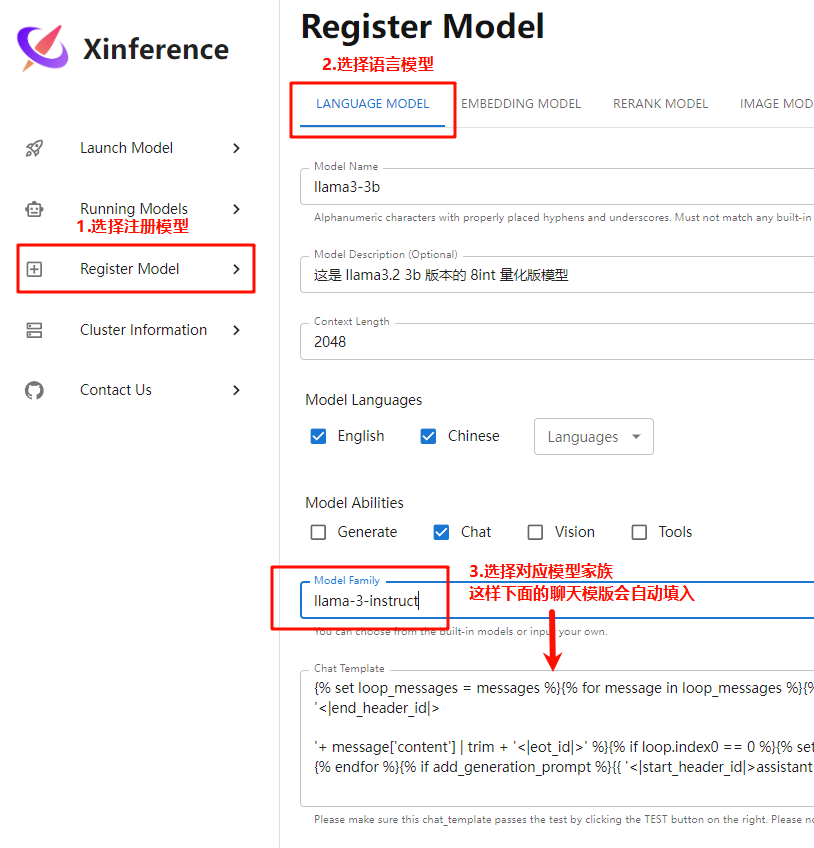 Xinference
Launch Model
Running Models
1.选择注册模型
Register Model
Cluster Information
Contact Us
Register Model
2.选择语言模型
LANGUAGE MODEL EMBEDDING MODEL RERANK MODEL IMAGE MOD
Model Name
llama3-3b
Alphanumeric characters with properly placed hyphens and underscores. Must not match any built-in
Model Description (Optional)
这是 llama3.2 3b 版本的 8int 量化版模型
Context Length
2048
Model Languages
English Chinese Languages
Model Abilities
Generate Chat Vision Tools
3.选择对应模型家族
这样下面的聊天模版会自动填入
Model Family
llama-3-instruct
You can choose from the built-in models or input your own.
Chat Template
{% set loop_messages = messages %}{% for message in loop_messages %}{%
'<|end_header_id|>
'+ message['content'] | trim + '<|eot_id|>' %}{% if loop.index0 == 0 %}{% set
{% endfor %}{% if add_generation_prompt %}{{ '<|start_header_id|>assistant
Please make sure this chat_template passes the test by clicking the TEST button on the right. Please no